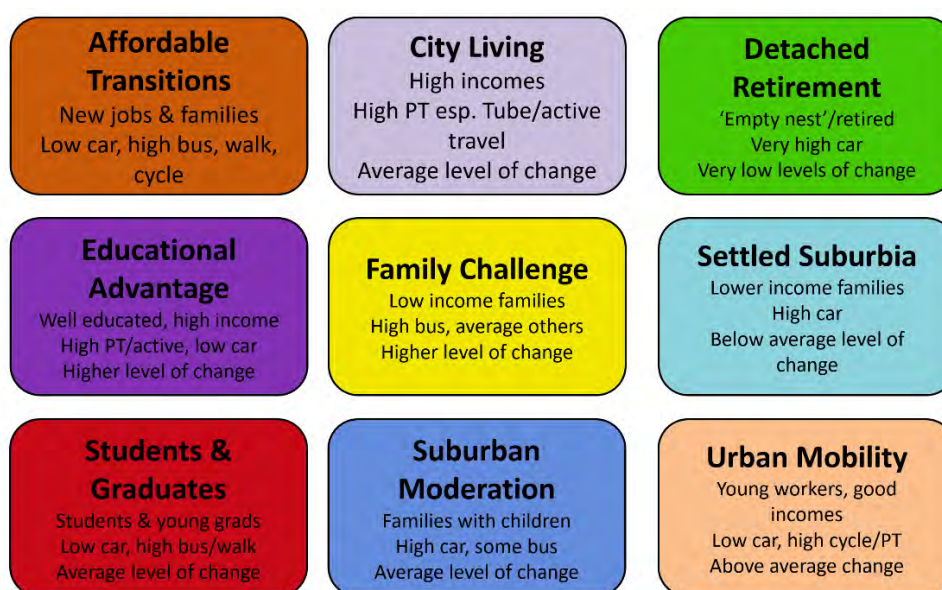 Affordable
Transitions
New jobs & families
Low car, high bus, walk,
cycle
City Living
High incomes
High PT esp. Tube/active
travel
Average level of change
Detached
Retirement
‘Empty nest’/retired
Very high car
Very low levels of change
Educational
Advantage
Well educated, high income
High PT/active, low car
Higher level of change
Family Challenge
Low income families
High bus, average others
Higher level of change
Settled Suburbia
Lower income families
High car
Below average level of
change
Students &
Graduates
Students & young grads
Low car, high bus/walk
Average level of change
Suburban
Moderation
Families with children
High car, some bus
Average level of change
Urban Mobility
Young workers, good
incomes
Low car, high cycle/PT
Above average change